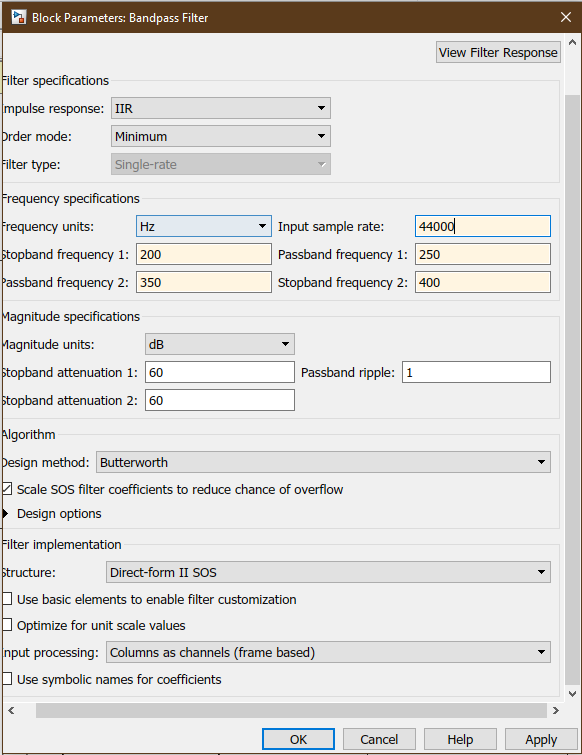 Block Parameters: Bandpass Filter
View Filter Response
Filter specifications
Impulse response: IIR
Order mode: Minimum
Filter type: Single-rate
Frequency specifications
Frequency units: Hz Input sample rate: 44000
Stopband frequency 1: 200 Passband frequency 1: 250
Passband frequency 2: 350 Stopband frequency 2: 400
Magnitude specifications
Magnitude units: dB
Stopband attenuation 1: 60 Passband ripple: 1
Stopband attenuation 2: 60
Algorithm
Design method: Butterworth
Scale SOS filter coefficients to reduce chance of overflow
Design options
Filter implementation
Structure: Direct-form II SOS
Use basic elements to enable filter customization
Optimize for unit scale values
Input processing: Columns as channels (frame based)
Use symbolic names for coefficients
OK Cancel Help Apply